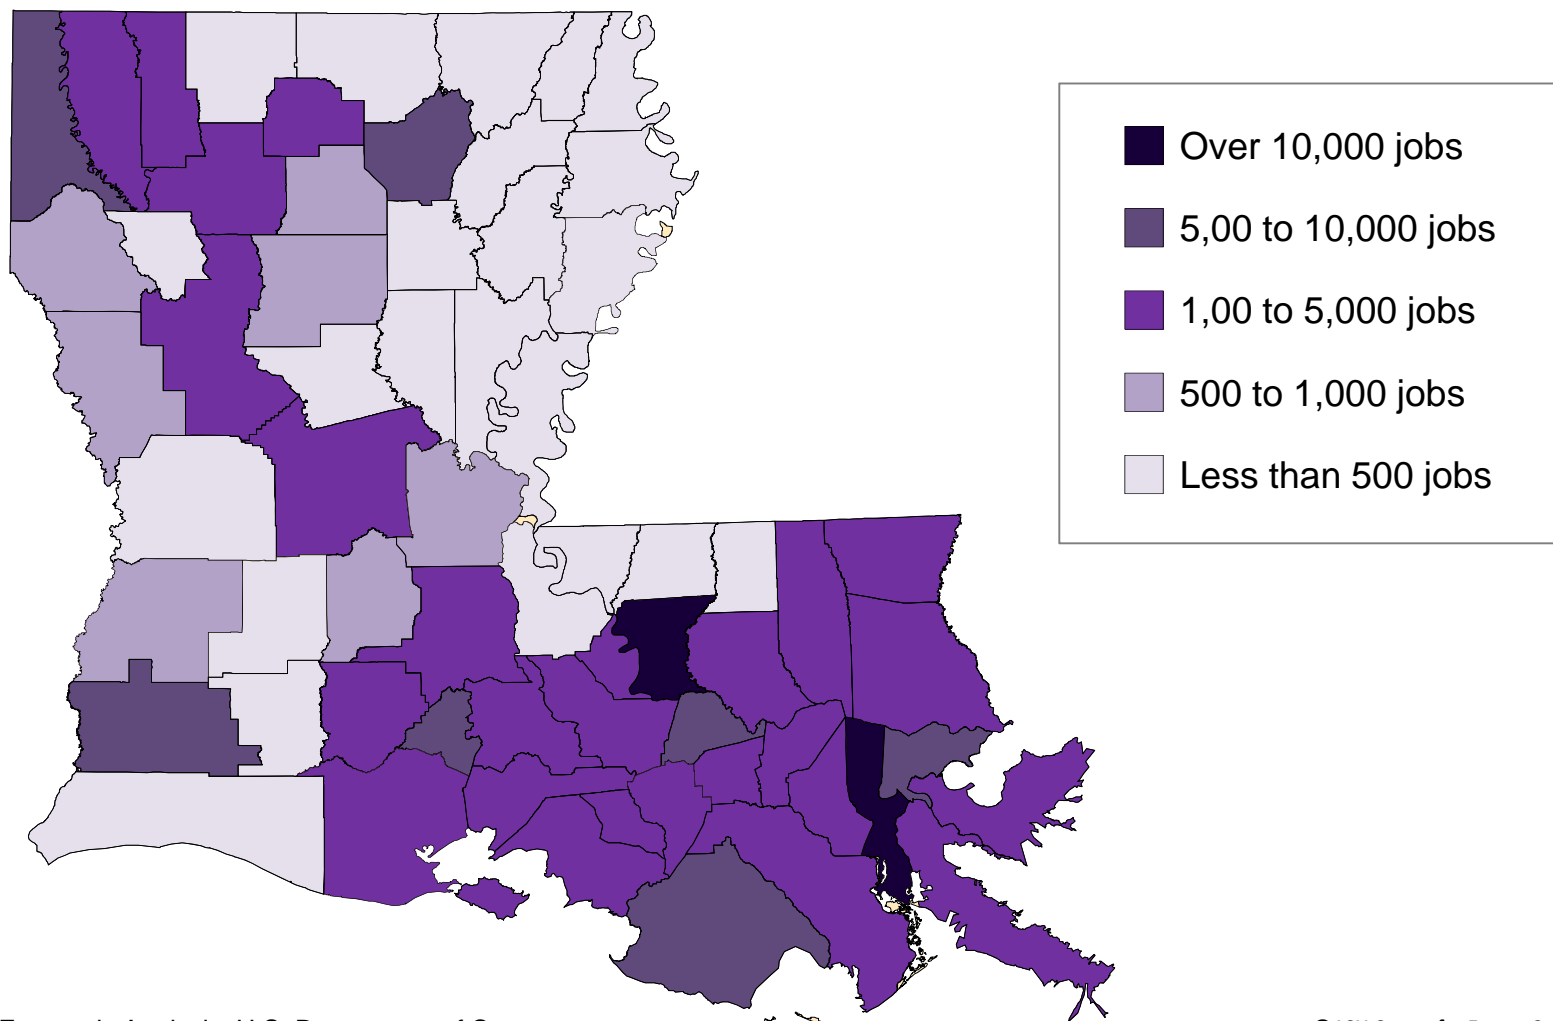 Over 10,000 jobs
5,00 to 10,000 jobs
1,00 to 5,000 jobs
500 to 1,000 jobs
Less than 500 jobs